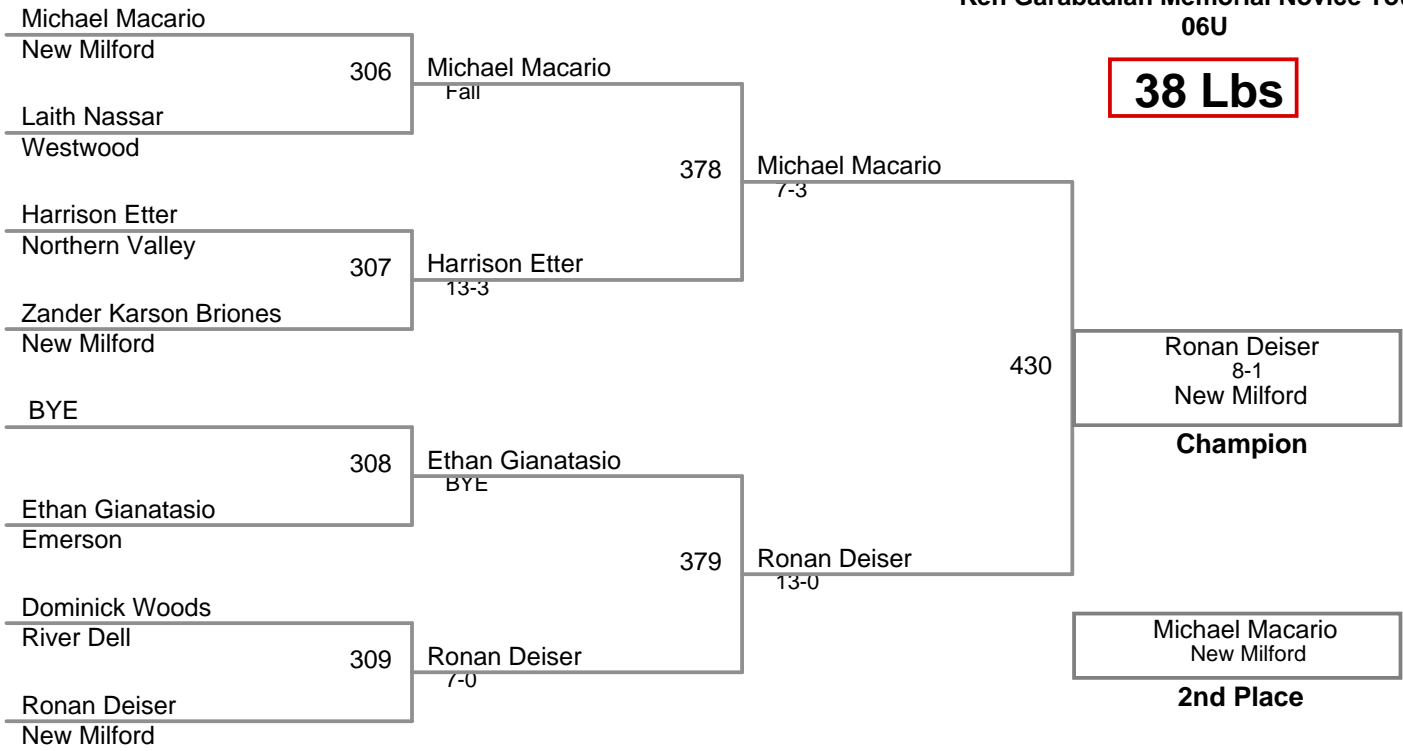 Ken Garabadian Memorial Novice
06U
38 Lbs
Michael Macario
New Milford
306
Laith Nassar
Westwood
Michael Macario
Fall
Harrison Etter
Northern Valley
307
Zander Karson Briones
New Milford
Harrison Etter
13-3
378
Michael Macario
7-3
BYE
308
Ethan Gianatasio
Emerson
Ethan Gianatasio
BYE
Dominick Woods
River Dell
309
Ronan Deiser
New Milford
Ronan Deiser
7-0
379
Ronan Deiser
13-0
430
Ronan Deiser
8-1
New Milford
Champion
Michael Macario
New Milford
2nd Place